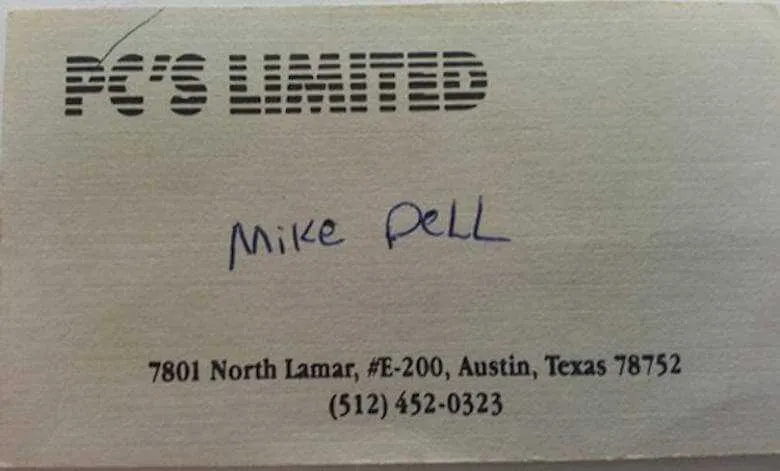 PC'S LIMITED
Mike Dell
7801 North Lamar, #E-200, Austin, Texas 78752
(512) 452-0323